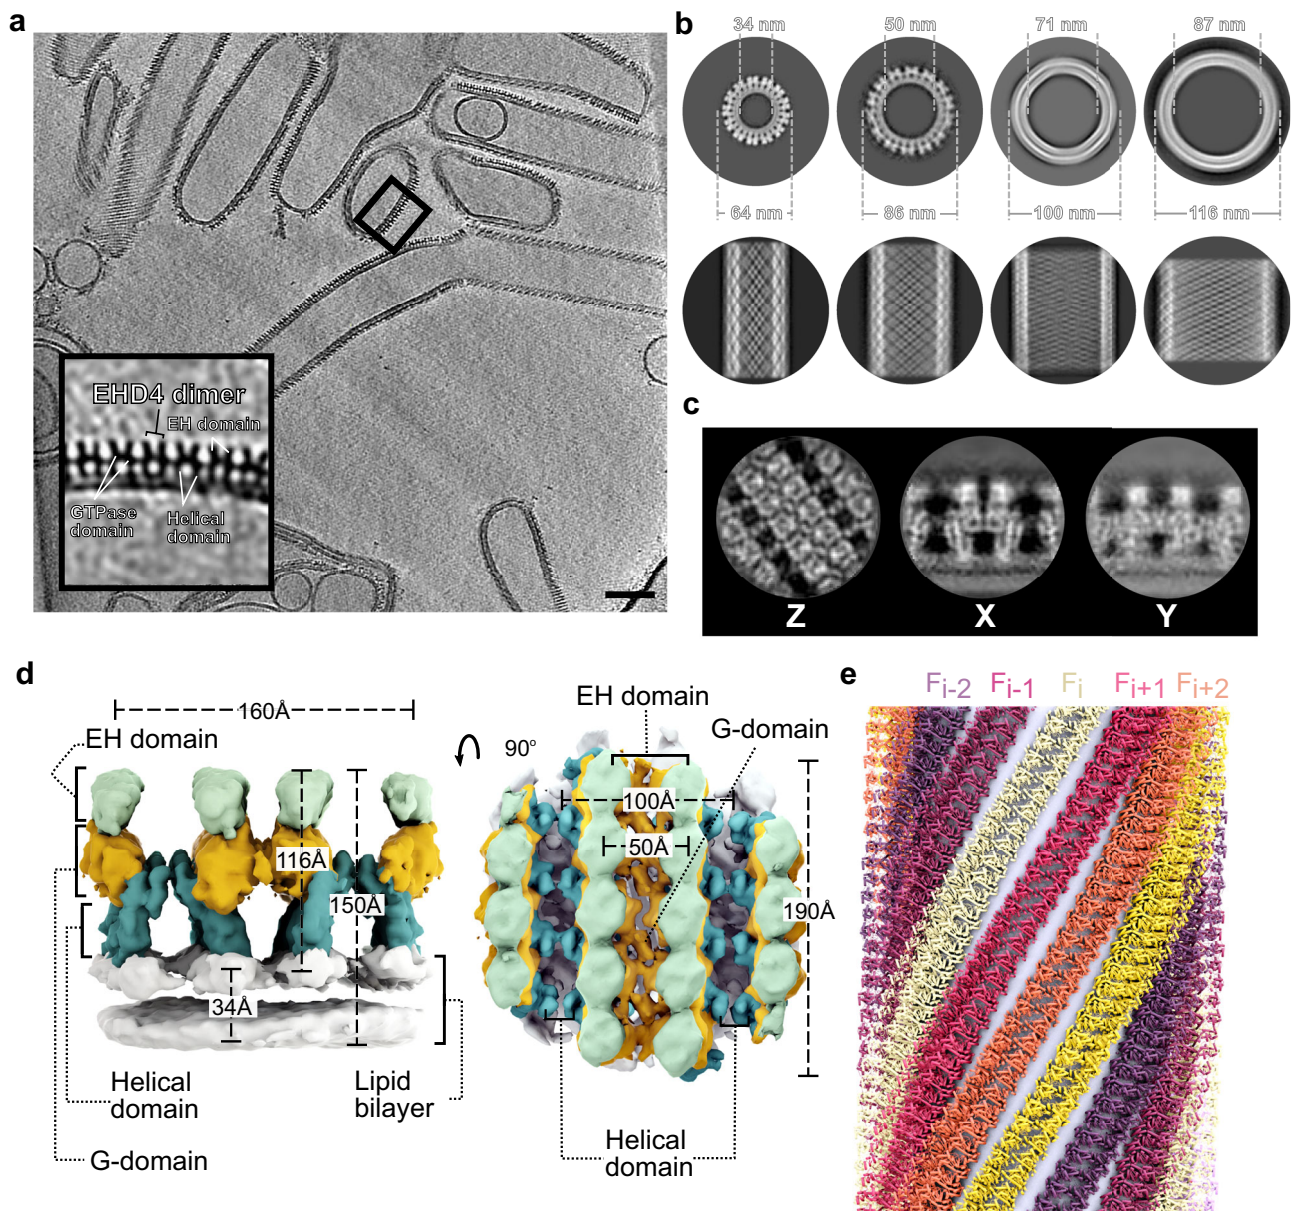 a
EHD4 dimer
EH domain
GTPase
domain
Helical
domain
b
34 nm
50 nm
71 nm
87 nm
64 nm
86 nm
100 nm
116 nm
c
Z
X
Y
d
160Å
EH domain
116Å
150Å
34Å
Helical
domain
Lipid
bilayer
G-domain
90°
EH domain
G-domain
100Å
50Å
190Å
Helical
domain
e
Fi-2 Fi-1 Fi Fi+1 Fi+2